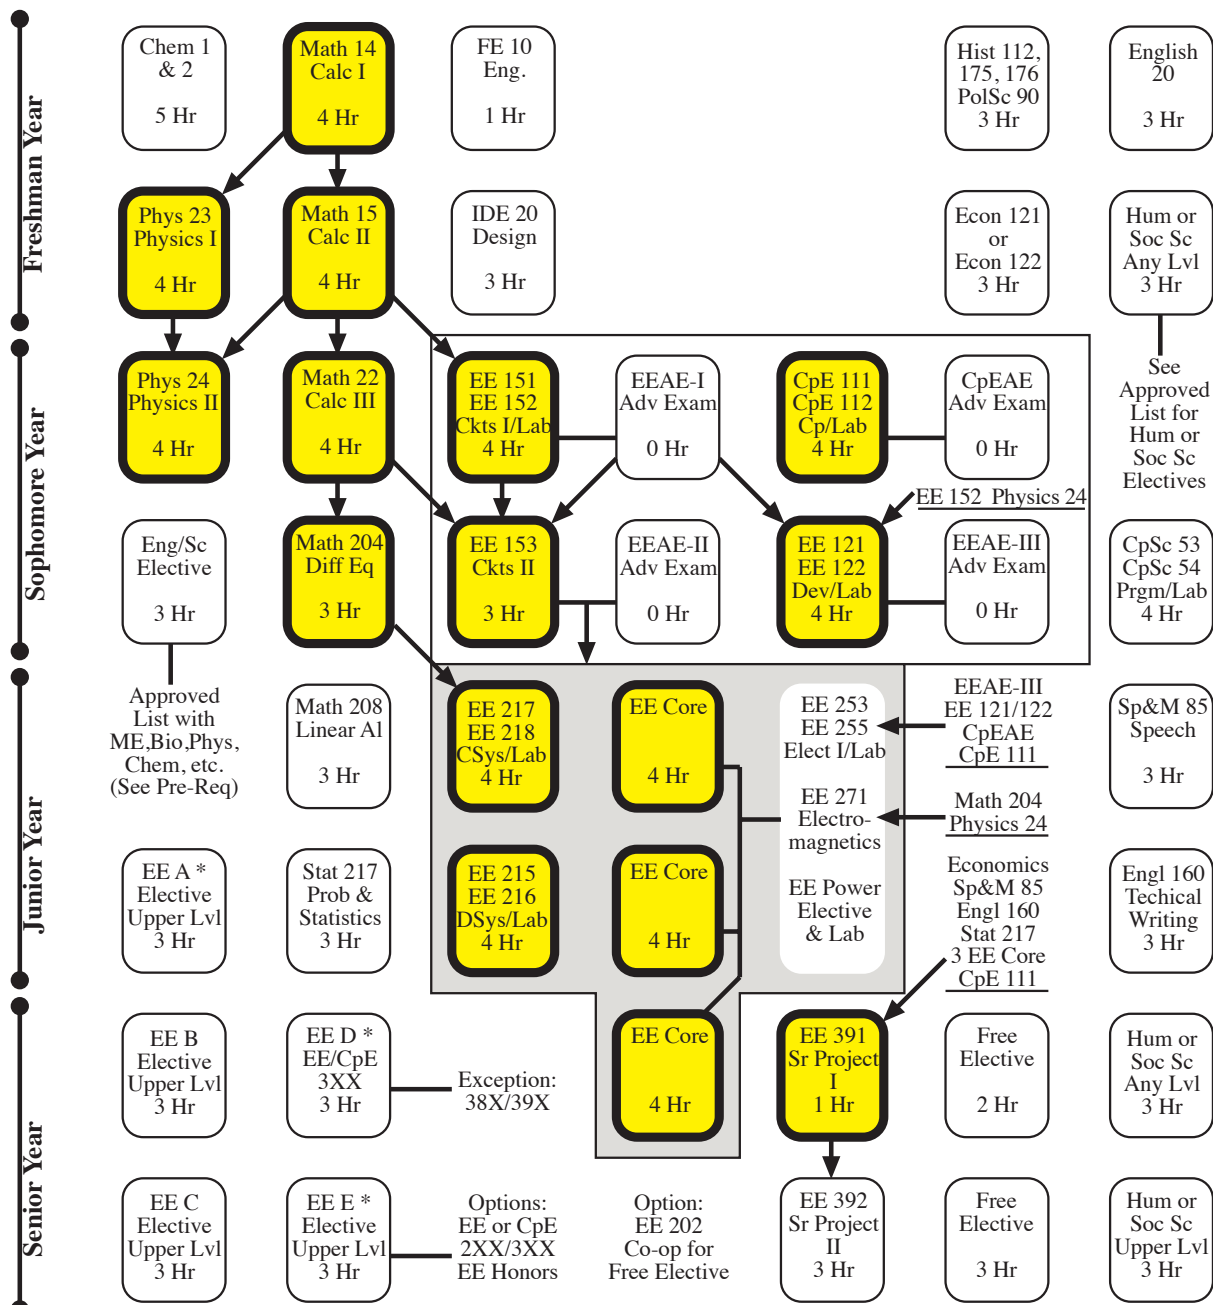 Freshman Year
Chem 1
& 2
5 Hr
Math 14
Calc I
4 Hr
FE 10
Eng.
1 Hr
Hist 112,
175, 176
PolSc 90
3 Hr
English
20
3 Hr
Phys 23
Physics I
4 Hr
Math 15
Calc II
4 Hr
IDE 20
Design
3 Hr
Econ 121
or
Econ 122
3 Hr
Hum or
Soc Sc
Any Lvl
3 Hr
Sophomore Year
Phys 24
Physics II
4 Hr
Math 22
Calc III
4 Hr
EE 151
EE 152
Ckts I/Lab
4 Hr
EEAE-I
Adv Exam
0 Hr
CpE 111
CpE 112
Cp/Lab
4 Hr
CpEAE
Adv Exam
0 Hr
See
Approved
List for
Hum or
Soc Sc
Electives
EE 152 Physics 24
Eng/Sc
Elective
3 Hr
Math 204
Diff Eq
3 Hr
EE 153
Ckts II
3 Hr
EEAE-II
Adv Exam
0 Hr
EE 121
EE 122
Dev/Lab
4 Hr
EEAE-III
Adv Exam
0 Hr
CpSc 53
CpSc 54
Prgm/Lab
4 Hr
Junior Year
Approved
List with
ME,Bio,Phys,
Chem, etc.
(See Pre-Req)
Math 208
Linear Al
3 Hr
EE 217
EE 218
CSys/Lab
4 Hr
EE Core
4 Hr
EE 253
EE 255
Elect I/Lab
EE 271
Electro-
magnetics
EE Power
Elective
& Lab
EEAE-III
EE 121/122
CpEAE
CpE 111
Math 204
Physics 24
Sp&M 85
Speech
3 Hr
EE A *
Elective
Upper Lvl
3 Hr
Stat 217
Prob &
Statistics
3 Hr
EE 215
EE 216
DSys/Lab
4 Hr
EE Core
4 Hr
Economics
Sp&M 85
Engl 160
Stat 217
3 EE Core
CpE 111
Engl 160
Techical
Writing
3 Hr
Senior Year
EE B
Elective
Upper Lvl
3 Hr
EE D *
EE/CpE
3XX
3 Hr
Exception:
38X/39X
EE Core
4 Hr
EE 391
Sr Project
I
1 Hr
Free
Elective
2 Hr
Hum or
Soc Sc
Any Lvl
3 Hr
EE C
Elective
Upper Lvl
3 Hr
EE E *
Elective
Upper Lvl
3 Hr
Options:
EE or CpE
2XX/3XX
EE Honors
Option:
EE 202
Co-op for
Free Elective
EE 392
Sr Project
II
3 Hr
Free
Elective
3 Hr
Hum or
Soc Sc
Upper Lvl
3 Hr